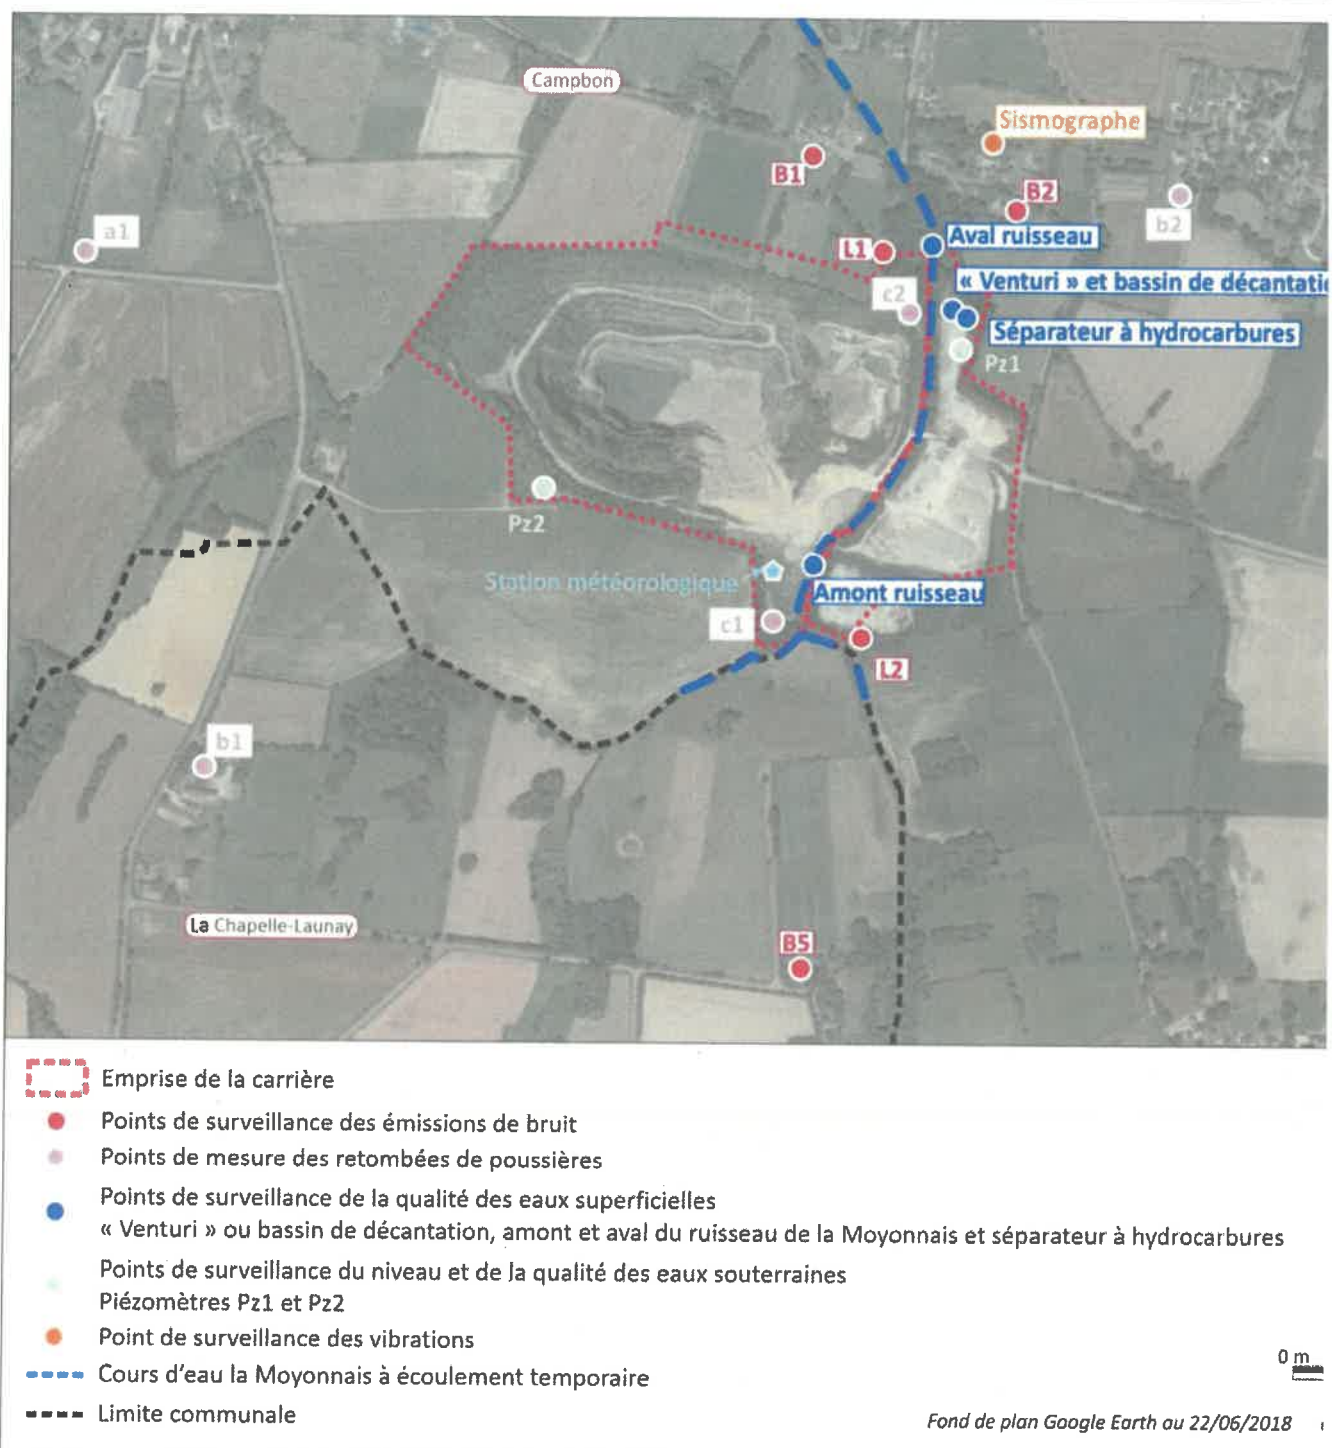 Campbon
Sismographe
B1
B2
b2
a1
Aval ruisseau
L1
« Venturi » et bassin de décantatio
c2
Séparateur à hydrocarbures
Pz1
Pz2
Station météorologique
Amont ruisseau
c1
L2
b1
La Chapelle-Launay
B5
Emprise de la carrière
Points de surveillance des émissions de bruit
Points de mesure des retombées de poussières
Points de surveillance de la qualité des eaux superficielles
« Venturi » ou bassin de décantation, amont et aval du ruisseau de la Moyonnais et séparateur à hydrocarbures
Points de surveillance du niveau et de la qualité des eaux souterraines
Piézomètres Pz1 et Pz2
Point de surveillance des vibrations
0 m
Cours d'eau la Moyonnais à écoulement temporaire
Limite communale
Fond de plan Google Earth au 22/06/2018